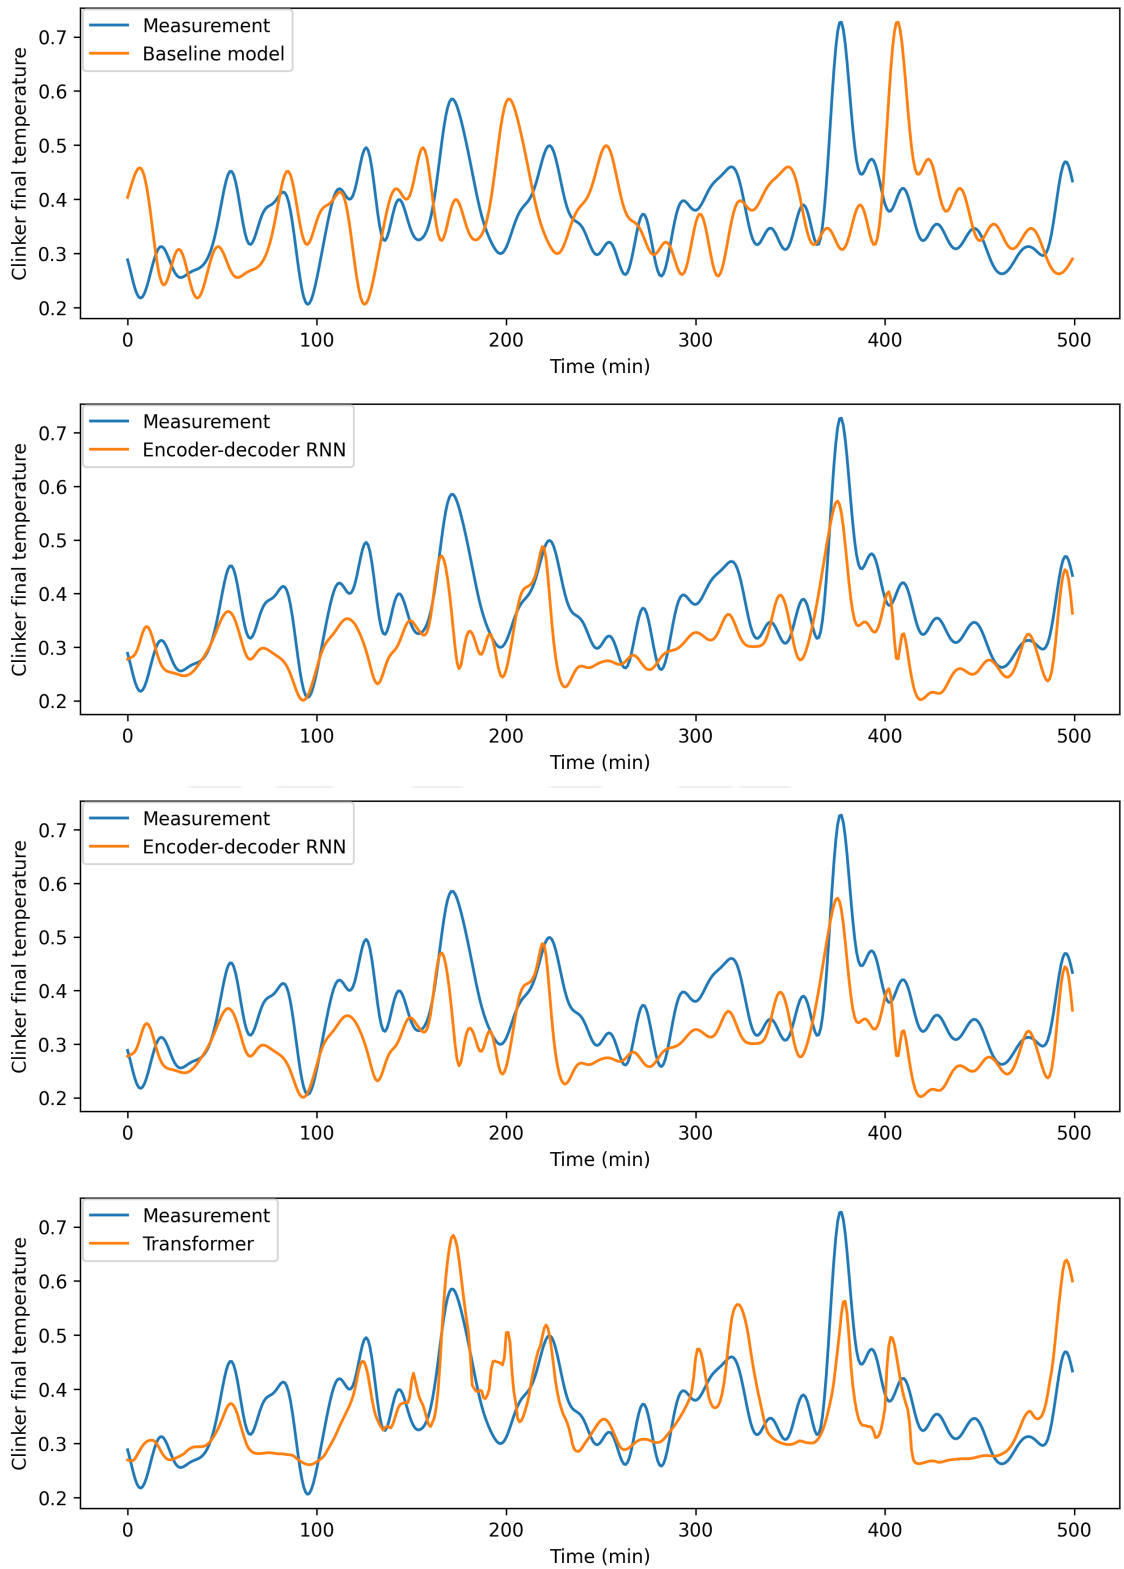 Measurement
Baseline model
Clinker final temperature
0.7
0.6
0.5
0.4
0.3
0.2
0 100 200 300 400 500
Time (min)
Measurement
Encoder-decoder RNN
Clinker final temperature
0.7
0.6
0.5
0.4
0.3
0.2
0 100 200 300 400 500
Time (min)
Measurement
Encoder-decoder RNN
Clinker final temperature
0.7
0.6
0.5
0.4
0.3
0.2
0 100 200 300 400 500
Time (min)
Measurement
Transformer
Clinker final temperature
0.7
0.6
0.5
0.4
0.3
0.2
0 100 200 300 400 500
Time (min)